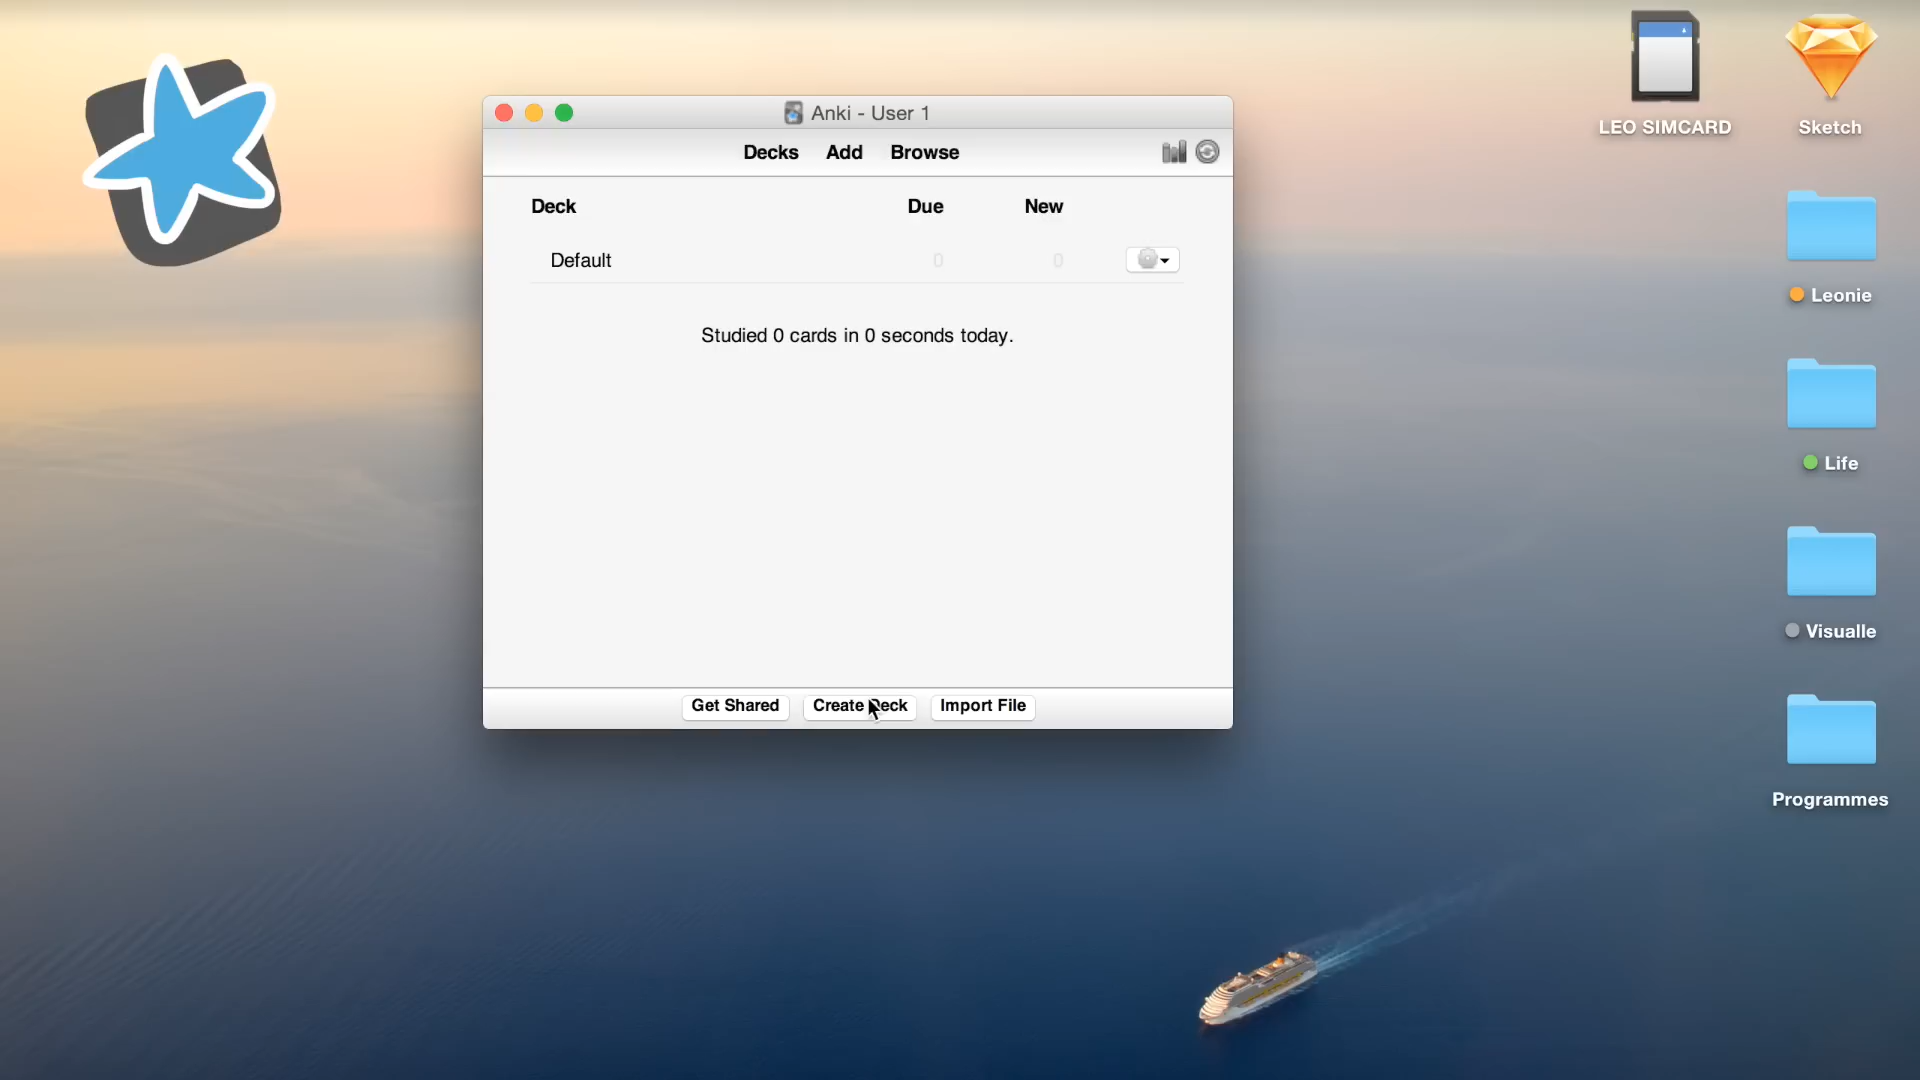 Anki - User 1
Decks Add Browse
Deck Due New
Default 0 0
Studied 0 cards in 0 seconds today.
Get Shared Create Deck Import File
LEO SIMCARD
Sketch
Leonie
Life
Visualle
Programmes